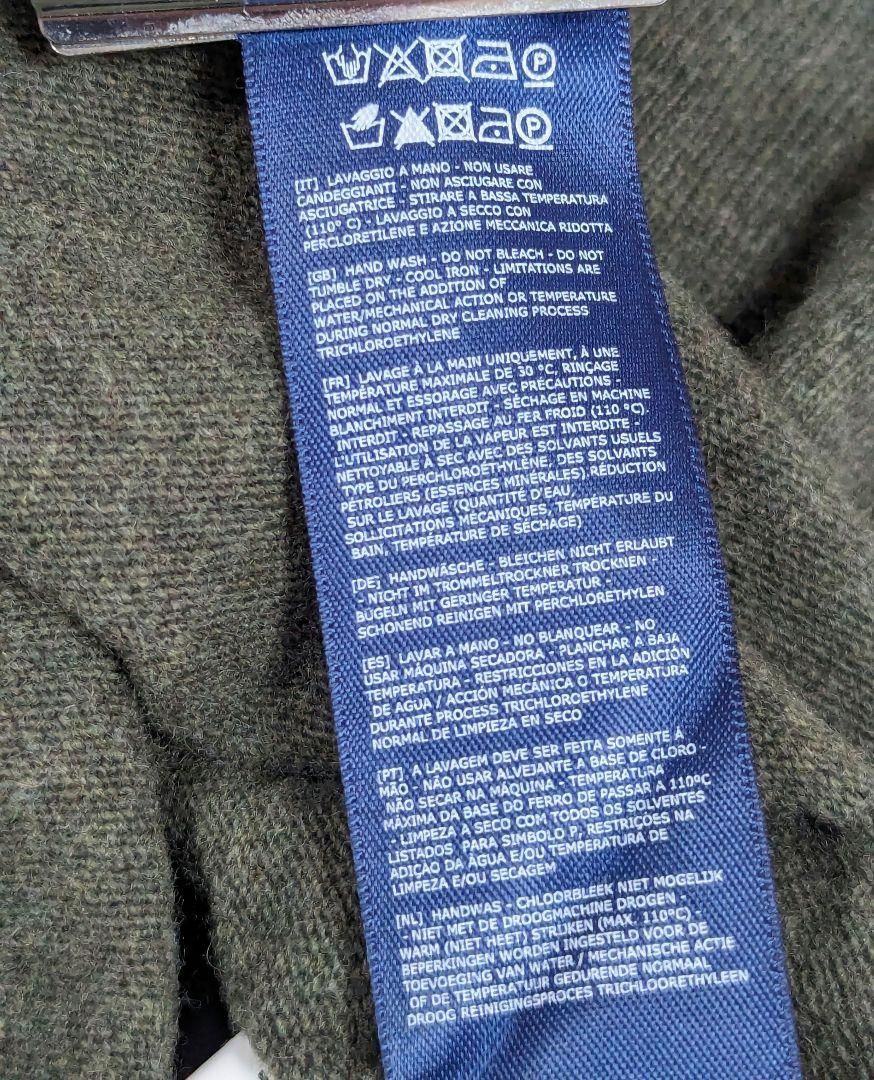 P
P
[IT] LAVAGGIO A MANO - NON USARE
CANDEGGIANTI - NON ASCIUGARE CON
ASCIUGATRICE - STIRARE A BASSA TEMPERATURA
(110° C) - LAVAGGIO A SECCO CON
PERCLORETILENE E AZIONE MECCANICA RIDOTTA
[GB] HAND WASH - DO NOT BLEACH - DO NOT
TUMBLE DRY - COOL IRON - LIMITATIONS ARE
PLACED ON THE ADDITION OF
WATER/MECHANICAL ACTION OR TEMPERATURE
DURING NORMAL DRY CLEANING PROCESS
TRICHLOROETHYLENE
[FR] LAVAGE À LA MAIN UNIQUEMENT, À UNE
TEMPÉRATURE MAXIMALE DE 30 °C, RINÇAGE
NORMAL ET ESSORAGE AVEC PRÉCAUTIONS -
BLANCHIMENT INTERDIT - SÉCHAGE EN MACHINE
INTERDIT - REPASSAGE AU FER FROID (110 °C).
L'UTILISATION DE LA VAPEUR EST INTERDITE -
NETTOYABLE À SEC AVEC DES SOLVANTS USUELS
TYPE DU PERCHLOROÉTHYLÈNE, DES SOLVANTS
PÉTROLIERS (ESSENCES MINÉRALES).RÉDUCTION
SUR LE LAVAGE (QUANTITÉ D'EAU,
SOLLICITATIONS MÉCANIQUES, TEMPÉRATURE DU
BAIN, TEMPÉRATURE DE SÉCHAGE)
[DE] HANDWÄSCHE - BLEICHEN NICHT ERLAUBT
- NICHT IM TROMMELTROCKNER TROCKNEN -
BÜGELN MIT GERINGER TEMPERATUR -
SCHONEND REINIGEN MIT PERCHLORETHYLEN
[ES] LAVAR A MANO - NO BLANQUEAR - NO
USAR MÁQUINA SECADORA - PLANCHAR A BAJA
TEMPERATURA - RESTRICCIONES EN LA ADICIÓN
DE AGUA / ACCIÓN MECÁNICA O TEMPERATURA
DURANTE PROCESS TRICHLOROETHYLENE
NORMAL DE LIMPIEZA EN SECO
[PT] A LAVAGEM DEVE SER FEITA SOMENTE À
MÃO - NÃO USAR ALVEJANTE A BASE DE CLORO -
NÃO SECAR NA MÁQUINA - TEMPERATURA
MÁXIMA DA BASE DO FERRO DE PASSAR A 110°C
- LIMPEZA A SECO COM TODOS OS SOLVENTES
LISTADOS PARA SIMBOLO P, RESTRIÇÕES NA
ADIÇÃO DA ÀGUA E/OU TEMPERATURA DE
LIMPEZA E/OU SECAGEM
[NL] HANDWAS - CHLOORBLEEK NIET MOGELIJK
- NIET MET DE DROOGMACHINE DROGEN -
WARM (NIET HEET) STRIJKEN (MAX. 110°C) -
BEPERKINGEN WORDEN INGESTELD VOOR DE
TOEVOEGING VAN WATER / MECHANISCHE ACTIE
OF DE TEMPERATUUR GEDURENDE NORMAAL
DROOG REINIGINGSPROCES TRICHLOORETHYLEEN